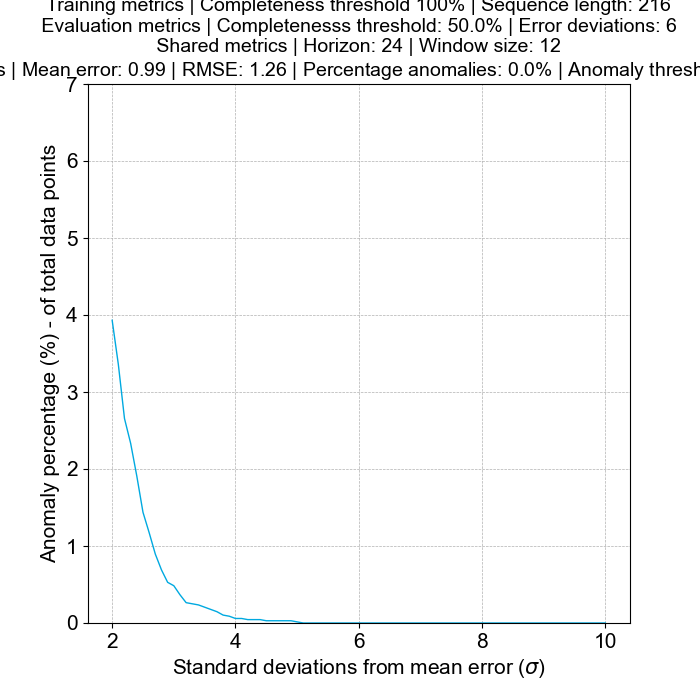 Training metrics | Completeness threshold 100% | Sequence length: 216
Evaluation metrics | Completenesss threshold: 50.0% | Error deviations: 6
Shared metrics | Horizon: 24 | Window size: 12
s | Mean error: 0.99 | RMSE: 1.26 | Percentage anomalies: 0.0% | Anomaly thresh
7
6
5
4
3
2
1
0
Anomaly percentage (%) - of total data points
2 4 6 8 10
Standard deviations from mean error (σ)